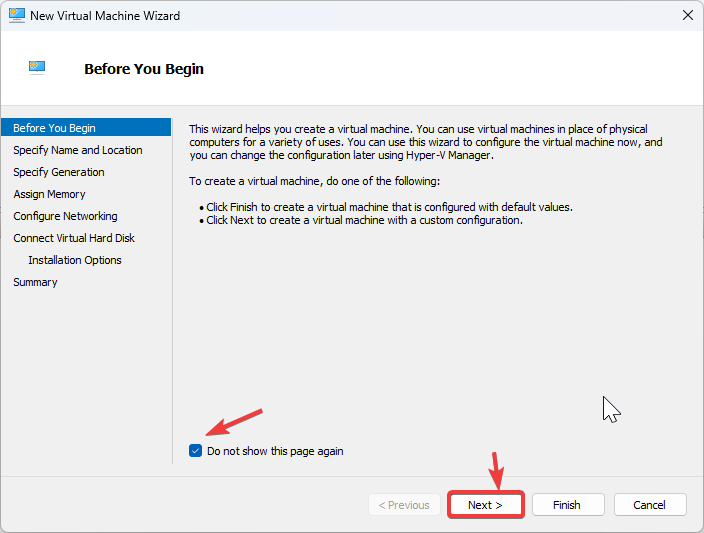 New Virtual Machine Wizard
Before You Begin
Before You Begin
Specify Name and Location
Specify Generation
Assign Memory
Configure Networking
Connect Virtual Hard Disk
Installation Options
Summary
This wizard helps you create a virtual machine. You can use virtual machines in place of physical
computers for a variety of uses. You can use this wizard to configure the virtual machine now, and
you can change the configuration later using Hyper-V Manager.
To create a virtual machine, do one of the following:
• Click Finish to create a virtual machine that is configured with default values.
• Click Next to create a virtual machine with a custom configuration.
Do not show this page again
< Previous
Next >
Finish
Cancel